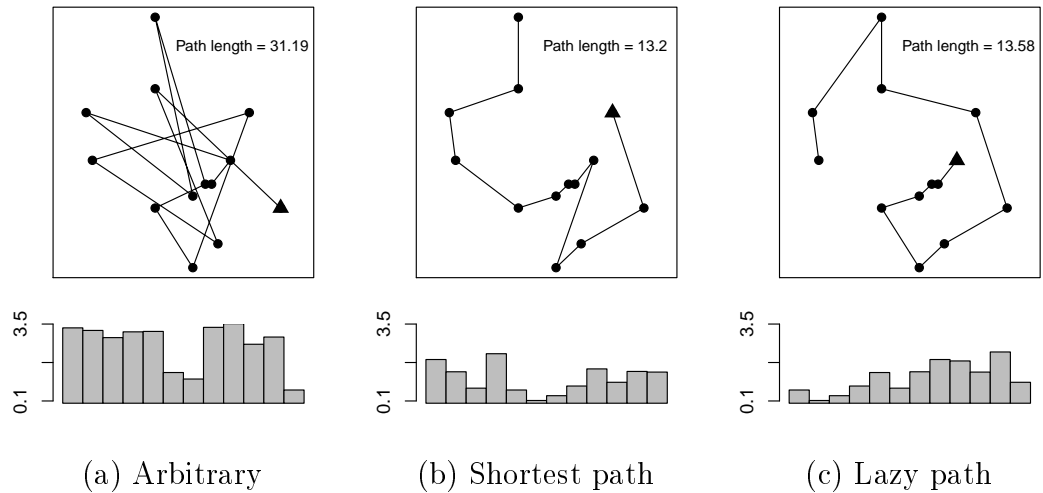 Path length = 31.19
Path length = 13.2
Path length = 13.58
3.5
0.1
3.5
0.1
3.5
0.1
(a) Arbitrary
(b) Shortest path
(c) Lazy path